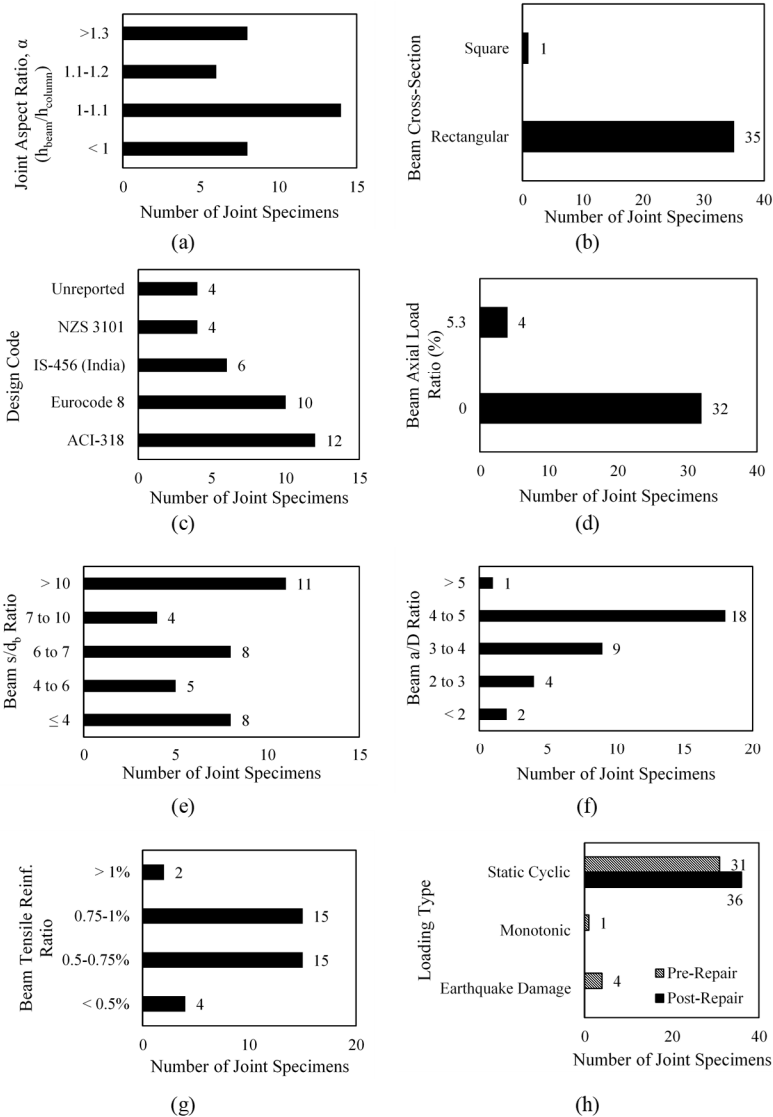 Joint Aspect Ratio, α
(hbeam/hcolumn)
>1.3
1.1-1.2
1-1.1
< 1
0 5 10 15
Number of Joint Specimens
(a)
Beam Cross-Section
Square
1
Rectangular
35
0 10 20 30 40
Number of Joint Specimens
(b)
Design Code
Unreported
4
NZS 3101
4
IS-456 (India)
6
Eurocode 8
10
ACI-318
12
0 5 10 15
Number of Joint Specimens
(c)
Beam Axial Load
Ratio (%)
5.3
4
0
32
0 10 20 30 40
Number of Joint Specimens
(d)
Beam s/db Ratio
> 10
11
7 to 10
4
6 to 7
8
4 to 6
5
≤ 4
8
0 5 10 15
Number of Joint Specimens
(e)
Beam a/D Ratio
> 5
1
4 to 5
18
3 to 4
9
2 to 3
4
< 2
2
0 5 10 15 20
Number of Joint Specimens
(f)
Beam Tensile Reinf.
Ratio
> 1%
2
0.75-1%
15
0.5-0.75%
15
< 0.5%
4
0 10 20
Number of Joint Specimens
(g)
Loading Type
Static Cyclic
31
36
Monotonic
1
Earthquake Damage
4
Pre-Repair
Post-Repair
0 20 40
Number of Joint Specimens
(h)